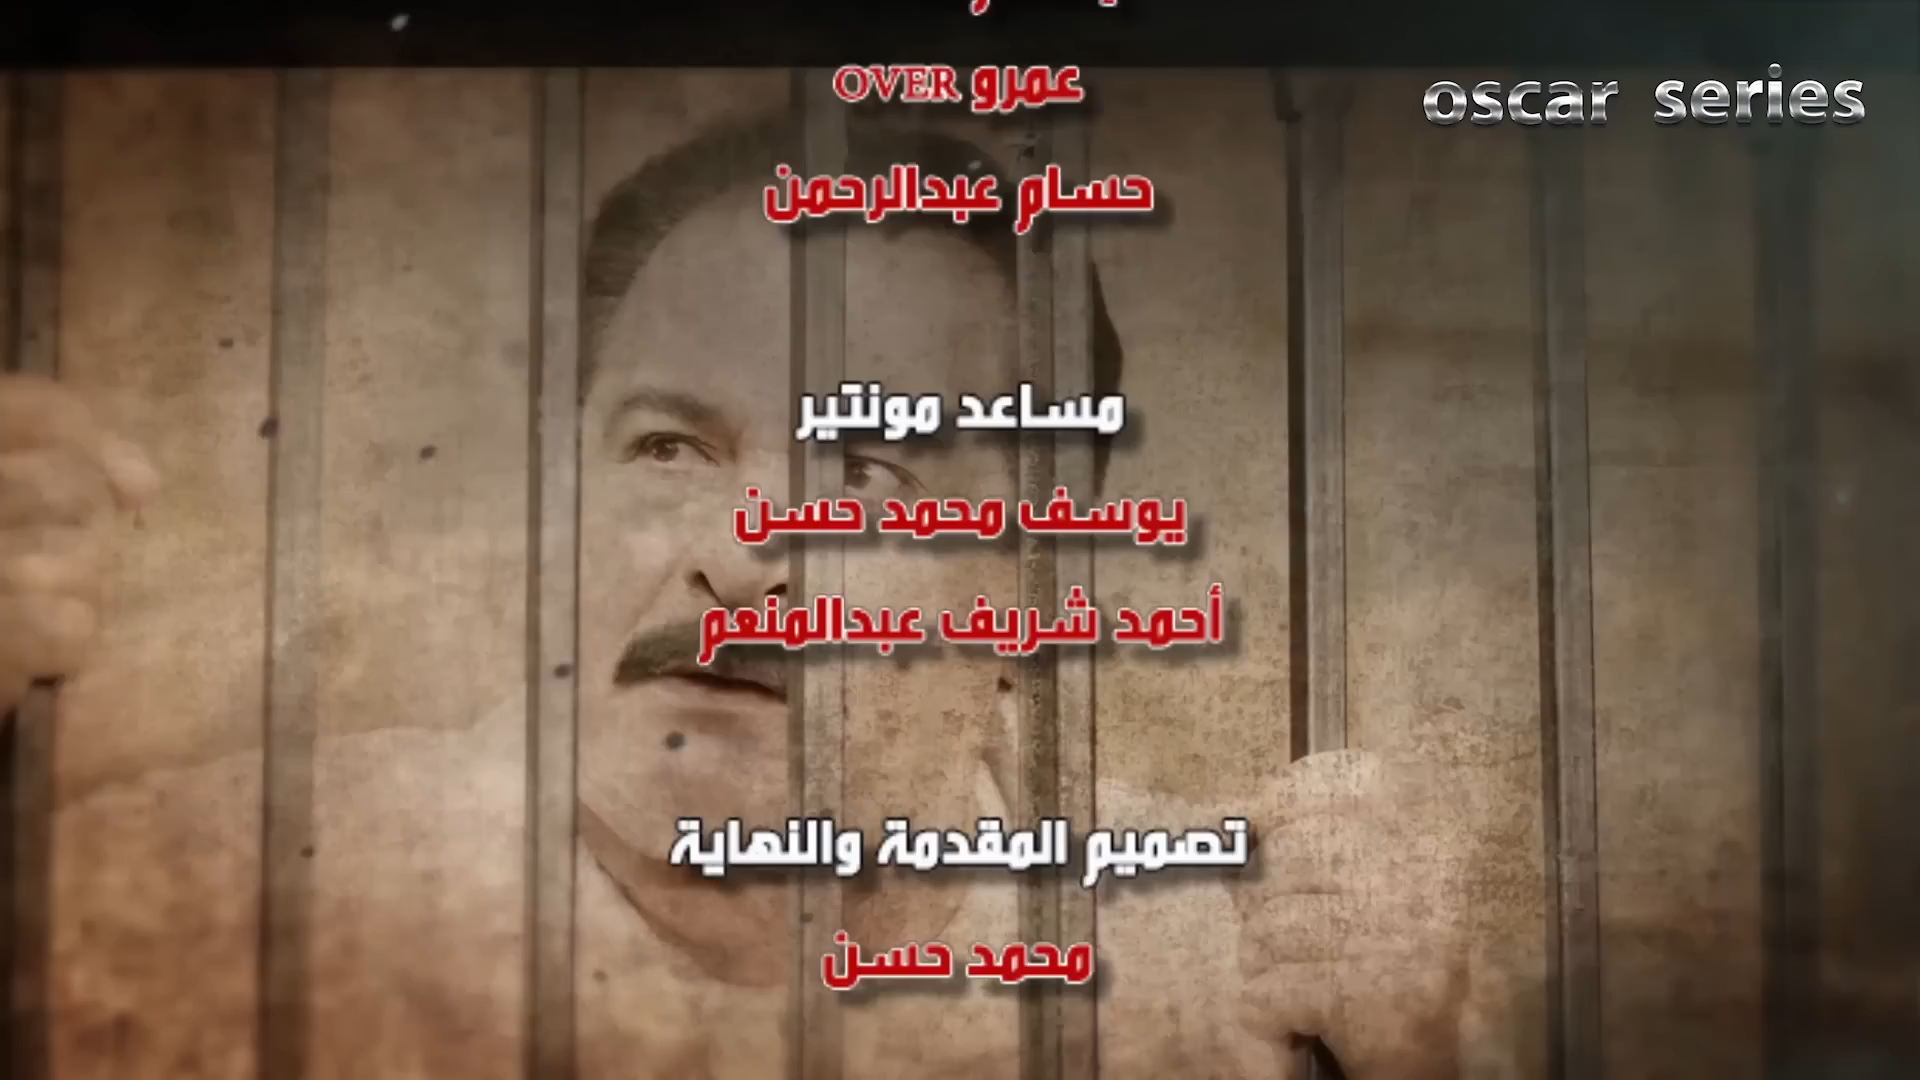 عمرو OVER
oscar series
حسام عبدالرحمن
مساعد مونتير
يوسف محمد حسن
أحمد شريف عبدالمنعم
تصميم المقدمة والنهاية
محمد حسن